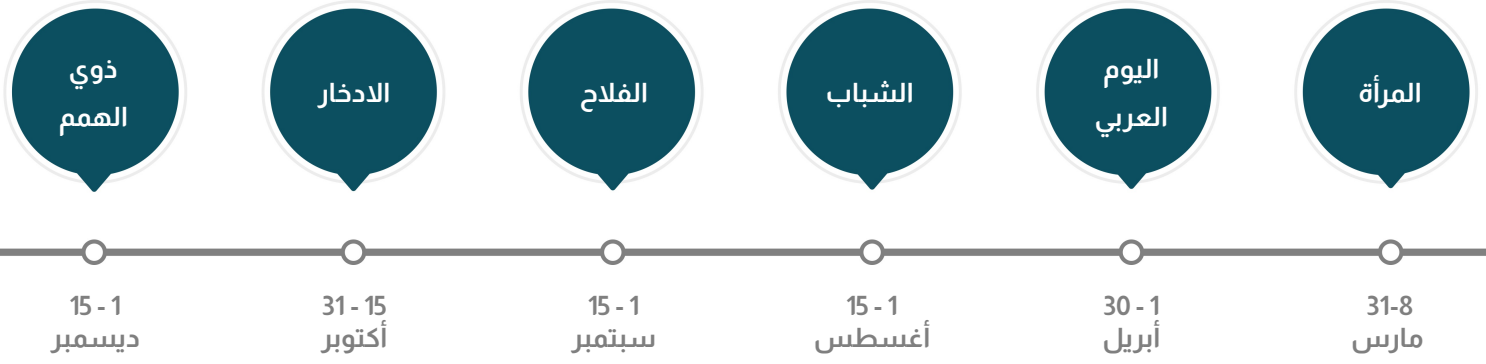 المرأة
اليوم
العربي
الشباب
الفلاح
الادخار
ذوي
الهمم
31-8
مارس
30 - 1
أبريل
15 - 1
أغسطس
15 - 1
سبتمبر
31 - 15
أكتوبر
15 - 1
ديسمبر